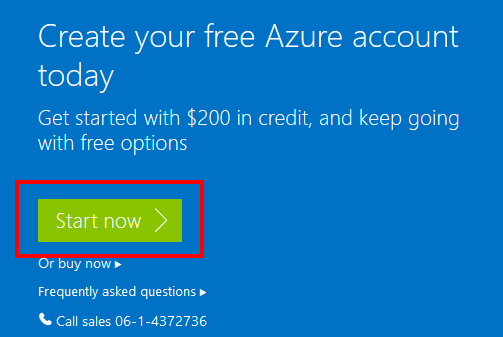 Create your free Azure account
today
Get started with $200 in credit, and keep going
with free options
Start now
Or buy now
Frequently asked questions
Call sales 06-1-4372736